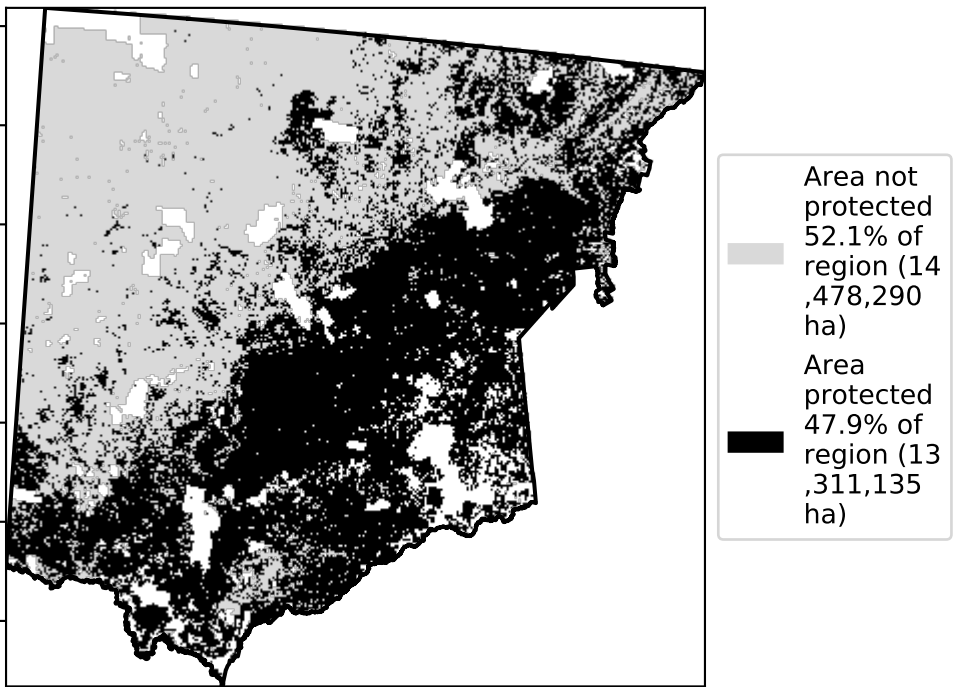 Area not
protected
52.1% of
region (14
,478,290
ha)
Area
protected
47.9% of
region (13
,311,135
ha)